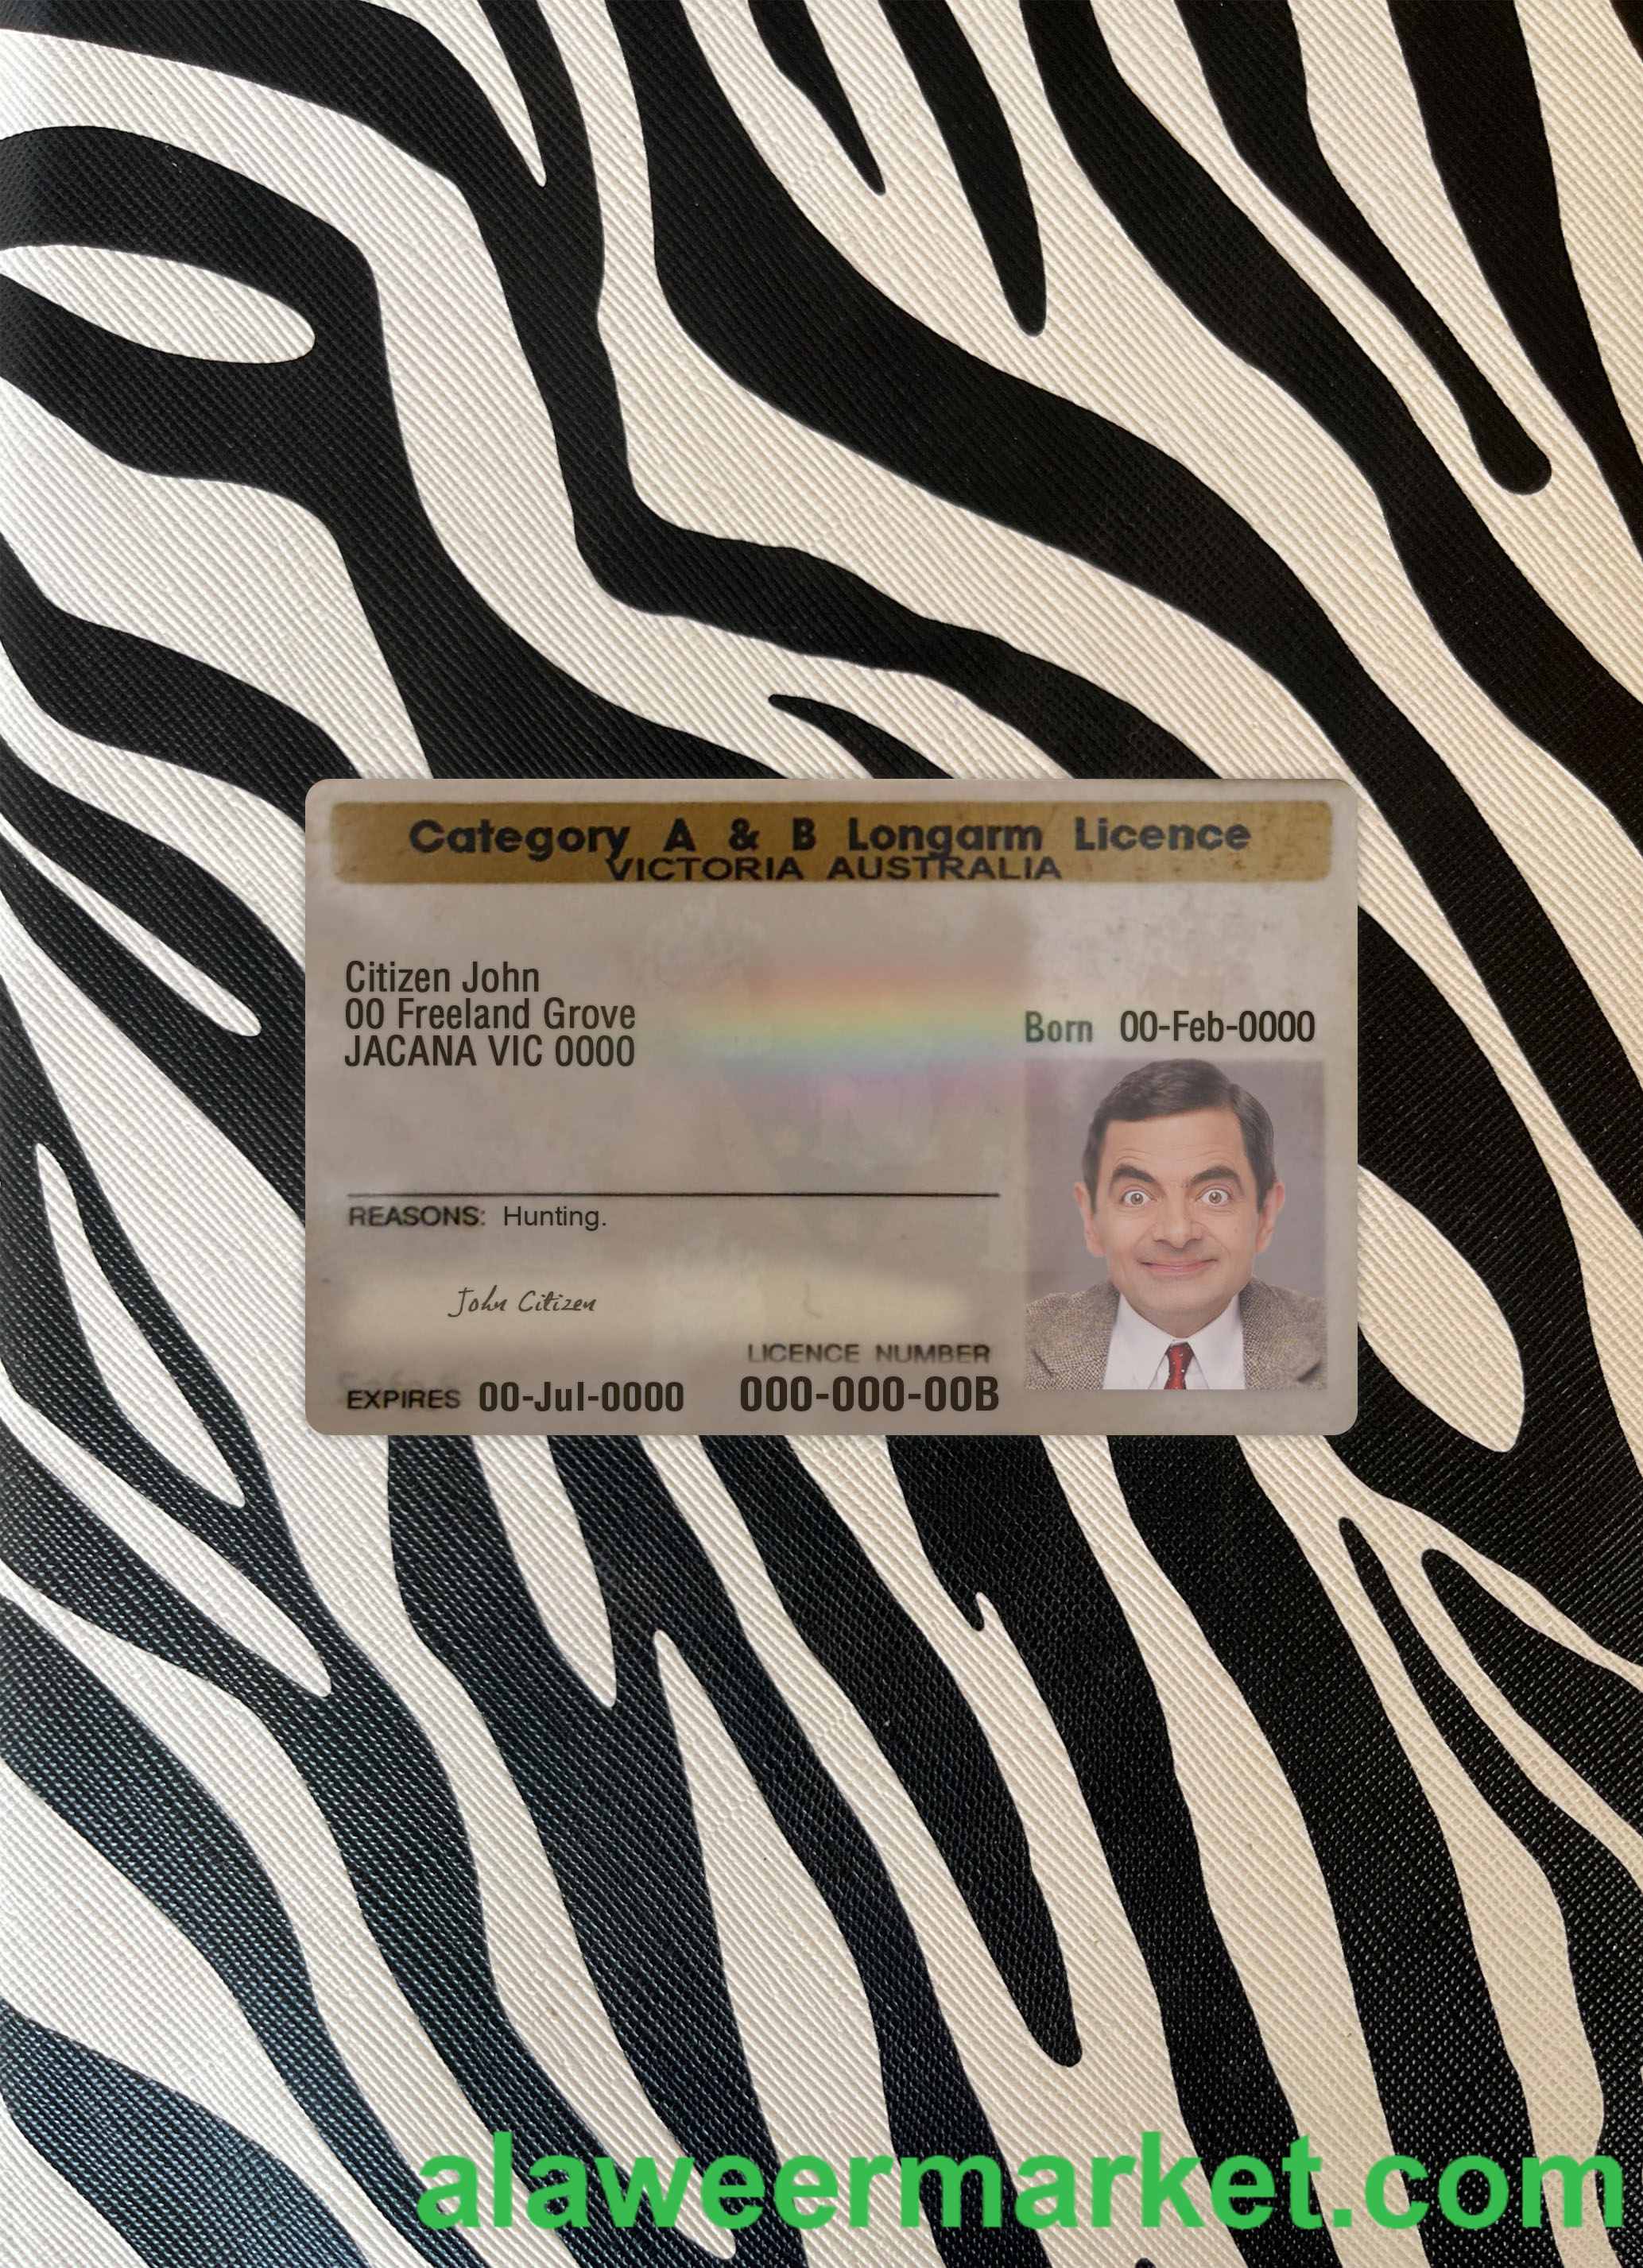 Category A & B Longarm Licence
VICTORIA AUSTRALIA
Citizen John
00 Freeland Grove
JACANA VIC 0000
Born 00-Feb-0000
REASONS: Hunting.
John Citizen
LICENCE NUMBER
EXPIRES 00-Jul-0000 000-000-00B
alaweermarket.com